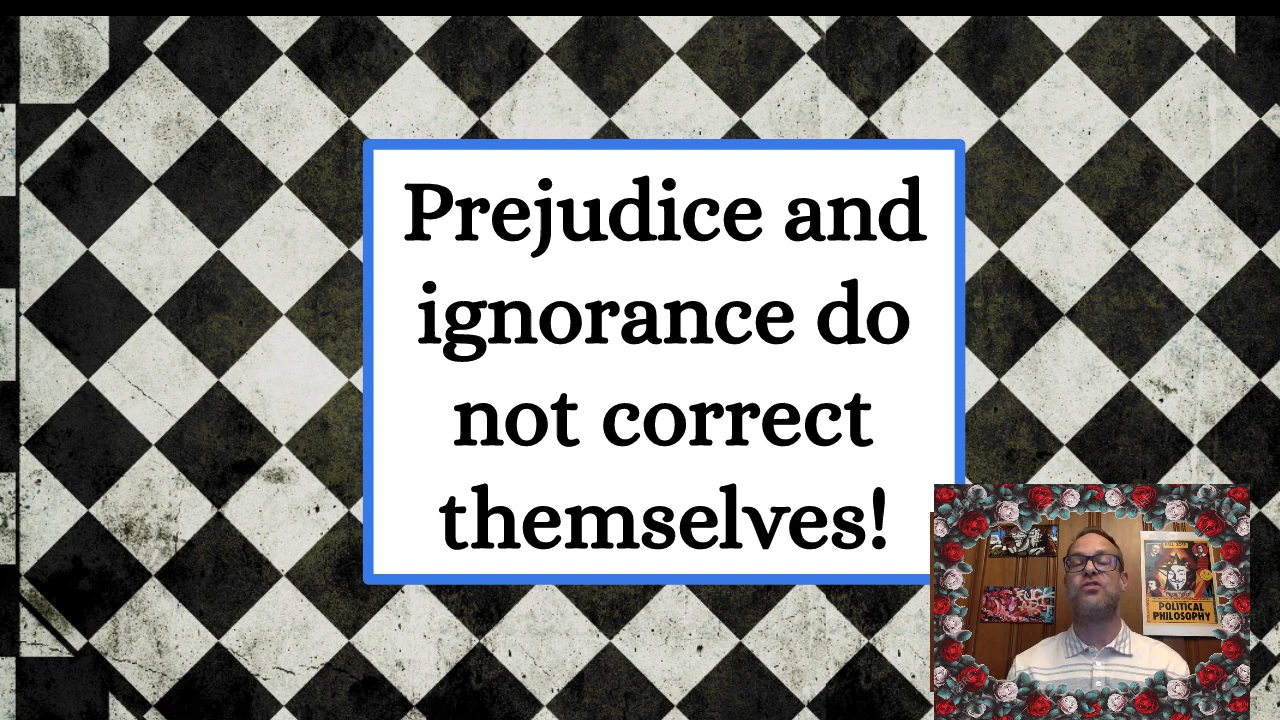 Prejudice and
ignorance do
not correct
themselves!
POLITICAL
PHILOSOPHY